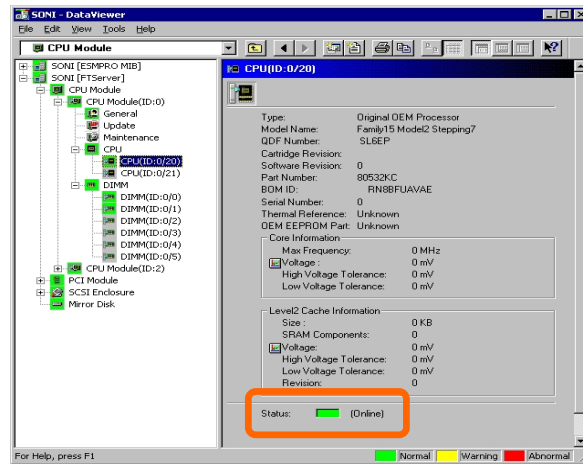 SONI - DataViewer
File Edit View Tools Help
CPU Module
SONI [ESMPRO MIB]
SONI [FTServer]
CPU Module
CPU Module(ID:0)
General
Update
Maintenance
CPU
CPU(ID:0/20)
CPU(ID:0/21)
DIMM
DIMM(ID:0/0)
DIMM(ID:0/1)
DIMM(ID:0/2)
DIMM(ID:0/3)
DIMM(ID:0/4)
DIMM(ID:0/5)
CPU Module(ID:2)
PCI Module
SCSI Enclosure
Mirror Disk
CPU(ID:0/20)
Type: Original OEM Processor
Model Name: Family15 Model2 Stepping7
QDF Number: SL6EP
Cartridge Revision:
Software Revision: 0
Part Number: 80532KC
BOM ID: RN8BFUAVAE
Serial Number: 0
Thermal Reference: Unknown
OEM EEPROM Part: Unknown
Core Information
Max Frequency: 0 MHz
Voltage : 0 mV
High Voltage Tolerance: 0 mV
Low Voltage Tolerance: 0 mV
Level2 Cache Information
Size : 0 KB
SRAM Components: 0
Voltage: 0 mV
High Voltage Tolerance: 0 mV
Low Voltage Tolerance: 0 mV
Revision: 0
Status: (Online)
For Help, press F1
Normal Warning Abnormal